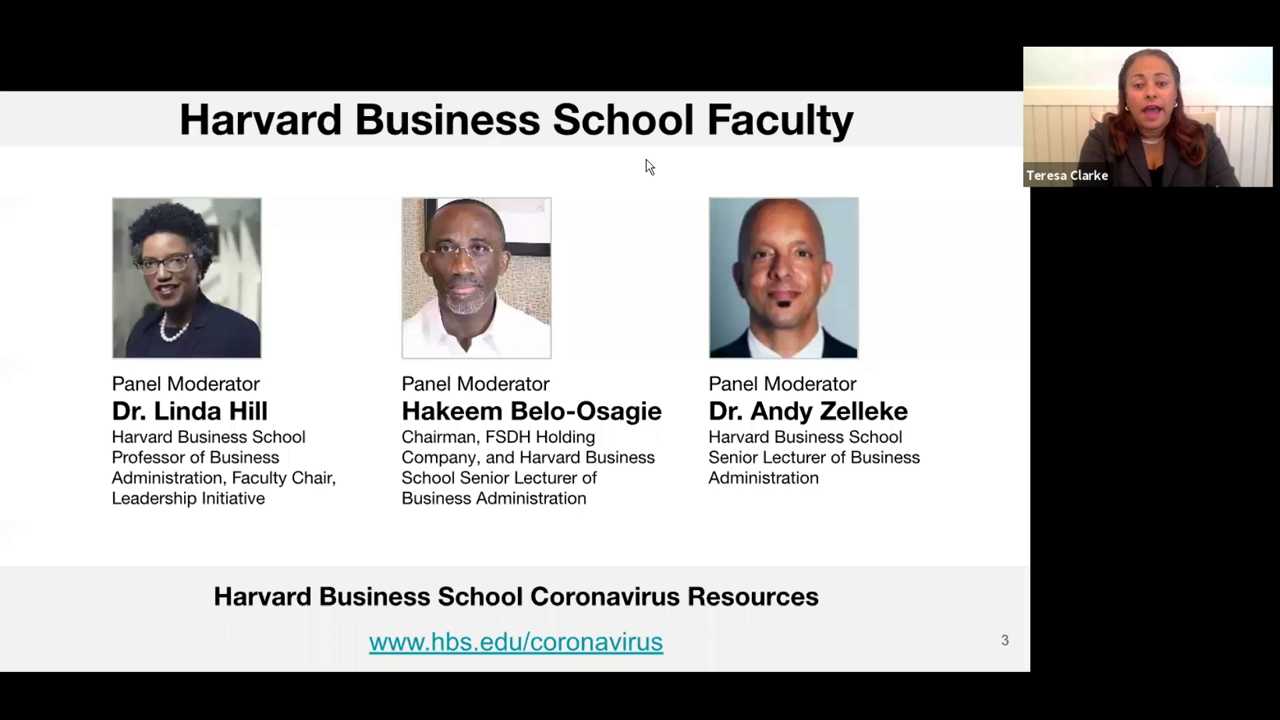 Harvard Business School Faculty
Teresa Clarke
Panel Moderator
Dr. Linda Hill
Harvard Business School
Professor of Business
Administration, Faculty Chair,
Leadership Initiative
Panel Moderator
Hakeem Belo-Osagie
Chairman, FSDH Holding
Company, and Harvard Business
School Senior Lecturer of
Business Administration
Panel Moderator
Dr. Andy Zelleke
Harvard Business School
Senior Lecturer of Business
Administration
Harvard Business School Coronavirus Resources
www.hbs.edu/coronavirus
3